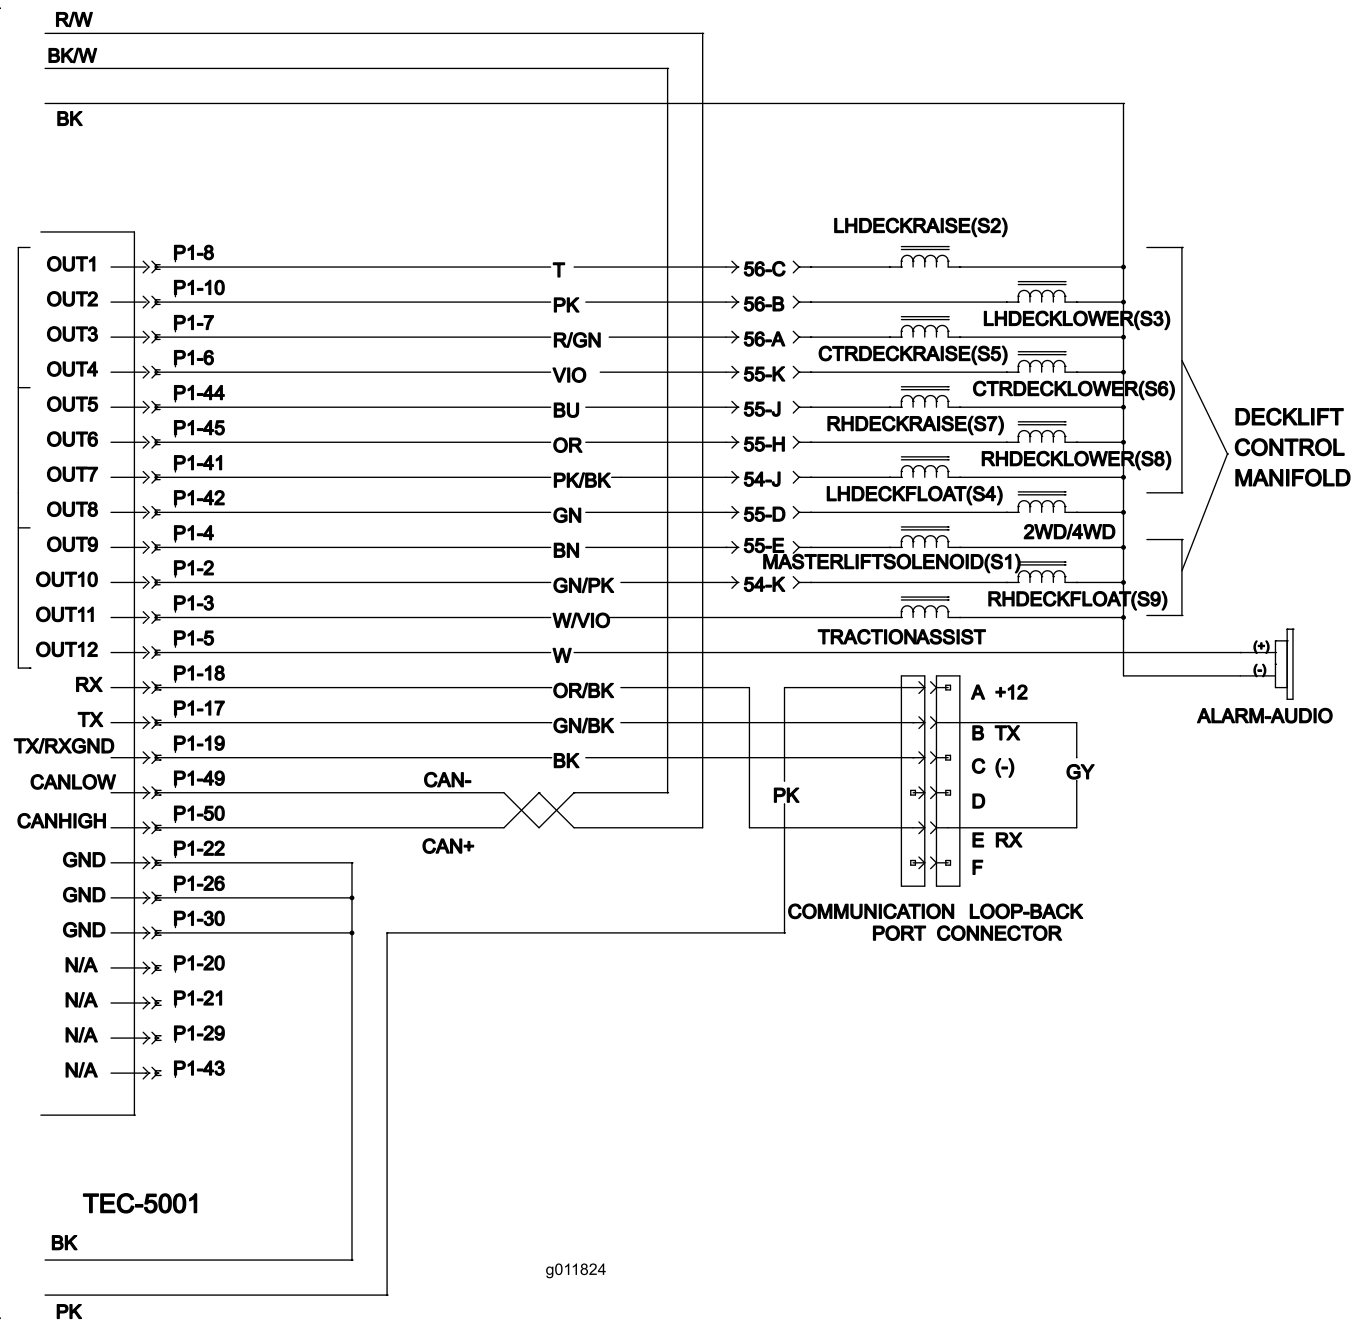 R/W
BK/W
BK
LHDECKRAISE(S2)
OUT1 P1-8 T 56-C
OUT2 P1-10 PK 56-B
LHDECKLOWER(S3)
OUT3 P1-7 R/GN 56-A
CTRDECKRAISE(S5)
OUT4 P1-6 VIO 55-K
CTRDECKLOWER(S6)
OUT5 P1-44 BU 55-J
RHDECKRAISE(S7)
OUT6 P1-45 OR 55-H
RHDECKLOWER(S8)
OUT7 P1-41 PK/BK 54-J
LHDECKFLOAT(S4)
OUT8 P1-42 GN 55-D
2WD/4WD
OUT9 P1-4 BN 55-E
MASTERLIFTSOLENOID(S1)
OUT10 P1-2 GN/PK 54-K
RHDECKFLOAT(S9)
OUT11 P1-3 W/VIO
TRACTIONASSIST
OUT12 P1-5 W
DECKLIFT
CONTROL
MANIFOLD
(+)
(-)
ALARM-AUDIO
RX P1-18 OR/BK
TX P1-17 GN/BK
TX/RXGND P1-19 BK
CANLOW P1-49 CAN-
CANHIGH P1-50 CAN+
PK
A +12
B TX
C (-)
D
E RX
F
GY
COMMUNICATION LOOP-BACK
PORT CONNECTOR
GND P1-22
GND P1-26
GND P1-30
N/A P1-20
N/A P1-21
N/A P1-29
N/A P1-43
TEC-5001
BK
g011824
PK